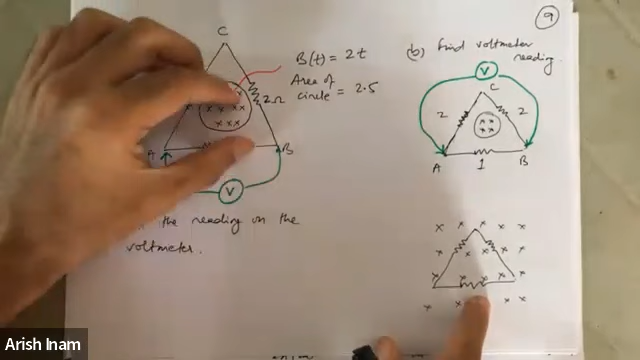 9
C
B(t) = 2t
Area of
circle = 2.5
2Ω
A
B
V
the reading on the
voltmeter.
(b) Find voltmeter
reading.
V
C
2
2
A
1
B
Arish Inam